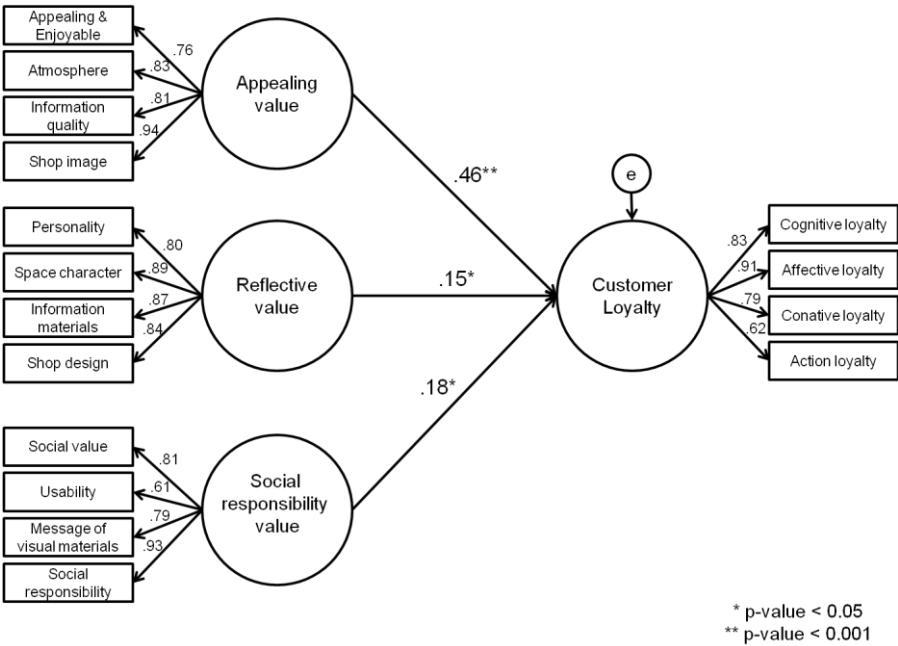 Appealing &
Enjoyable
Atmosphere
Information
quality
Shop image
.76
.83
.81
.94
Appealing
value
Personality
Space character
Information
materials
Shop design
.80
.89
.87
.84
Reflective
value
Social value
Usability
Message of
visual materials
Social
responsibility
.81
.61
.79
.93
Social
responsibility
value
.46**
.15*
.18*
e
Customer
Loyalty
.83
.91
.79
.62
Cognitive loyalty
Affective loyalty
Conative loyalty
Action loyalty
* p-value < 0.05
** p-value < 0.001